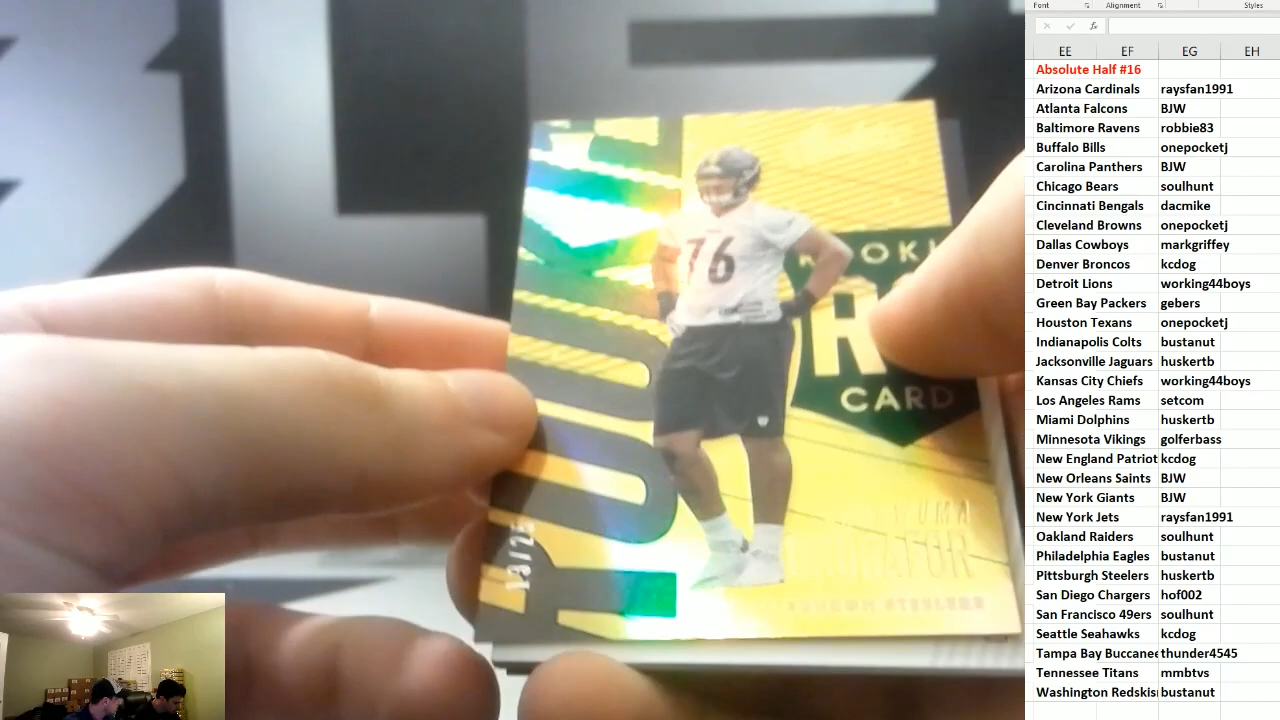 Font Alignment Styles
EE EF EG EH
Absolute Half #16
Arizona Cardinals raysfan1991
Atlanta Falcons BJW
Baltimore Ravens robbie83
Buffalo Bills onepocketj
Carolina Panthers BJW
Chicago Bears soulhunt
Cincinnati Bengals dacmike
Cleveland Browns onepocketj
Dallas Cowboys markgriffey
Denver Broncos kcdog
Detroit Lions working44boys
Green Bay Packers gebers
Houston Texans onepocketj
Indianapolis Colts bustanut
Jacksonville Jaguars huskertb
Kansas City Chiefs working44boys
Los Angeles Rams setcom
Miami Dolphins huskertb
Minnesota Vikings golferbass
New England Patriot kcdog
New Orleans Saints BJW
New York Giants BJW
New York Jets raysfan1991
Oakland Raiders soulhunt
Philadelphia Eagles bustanut
Pittsburgh Steelers huskertb
San Diego Chargers hof002
San Francisco 49ers soulhunt
Seattle Seahawks kcdog
Tampa Bay Buccanee thunder4545
Tennessee Titans mmbtvs
Washington Redskis bustanut
76
CARD
STEELERS